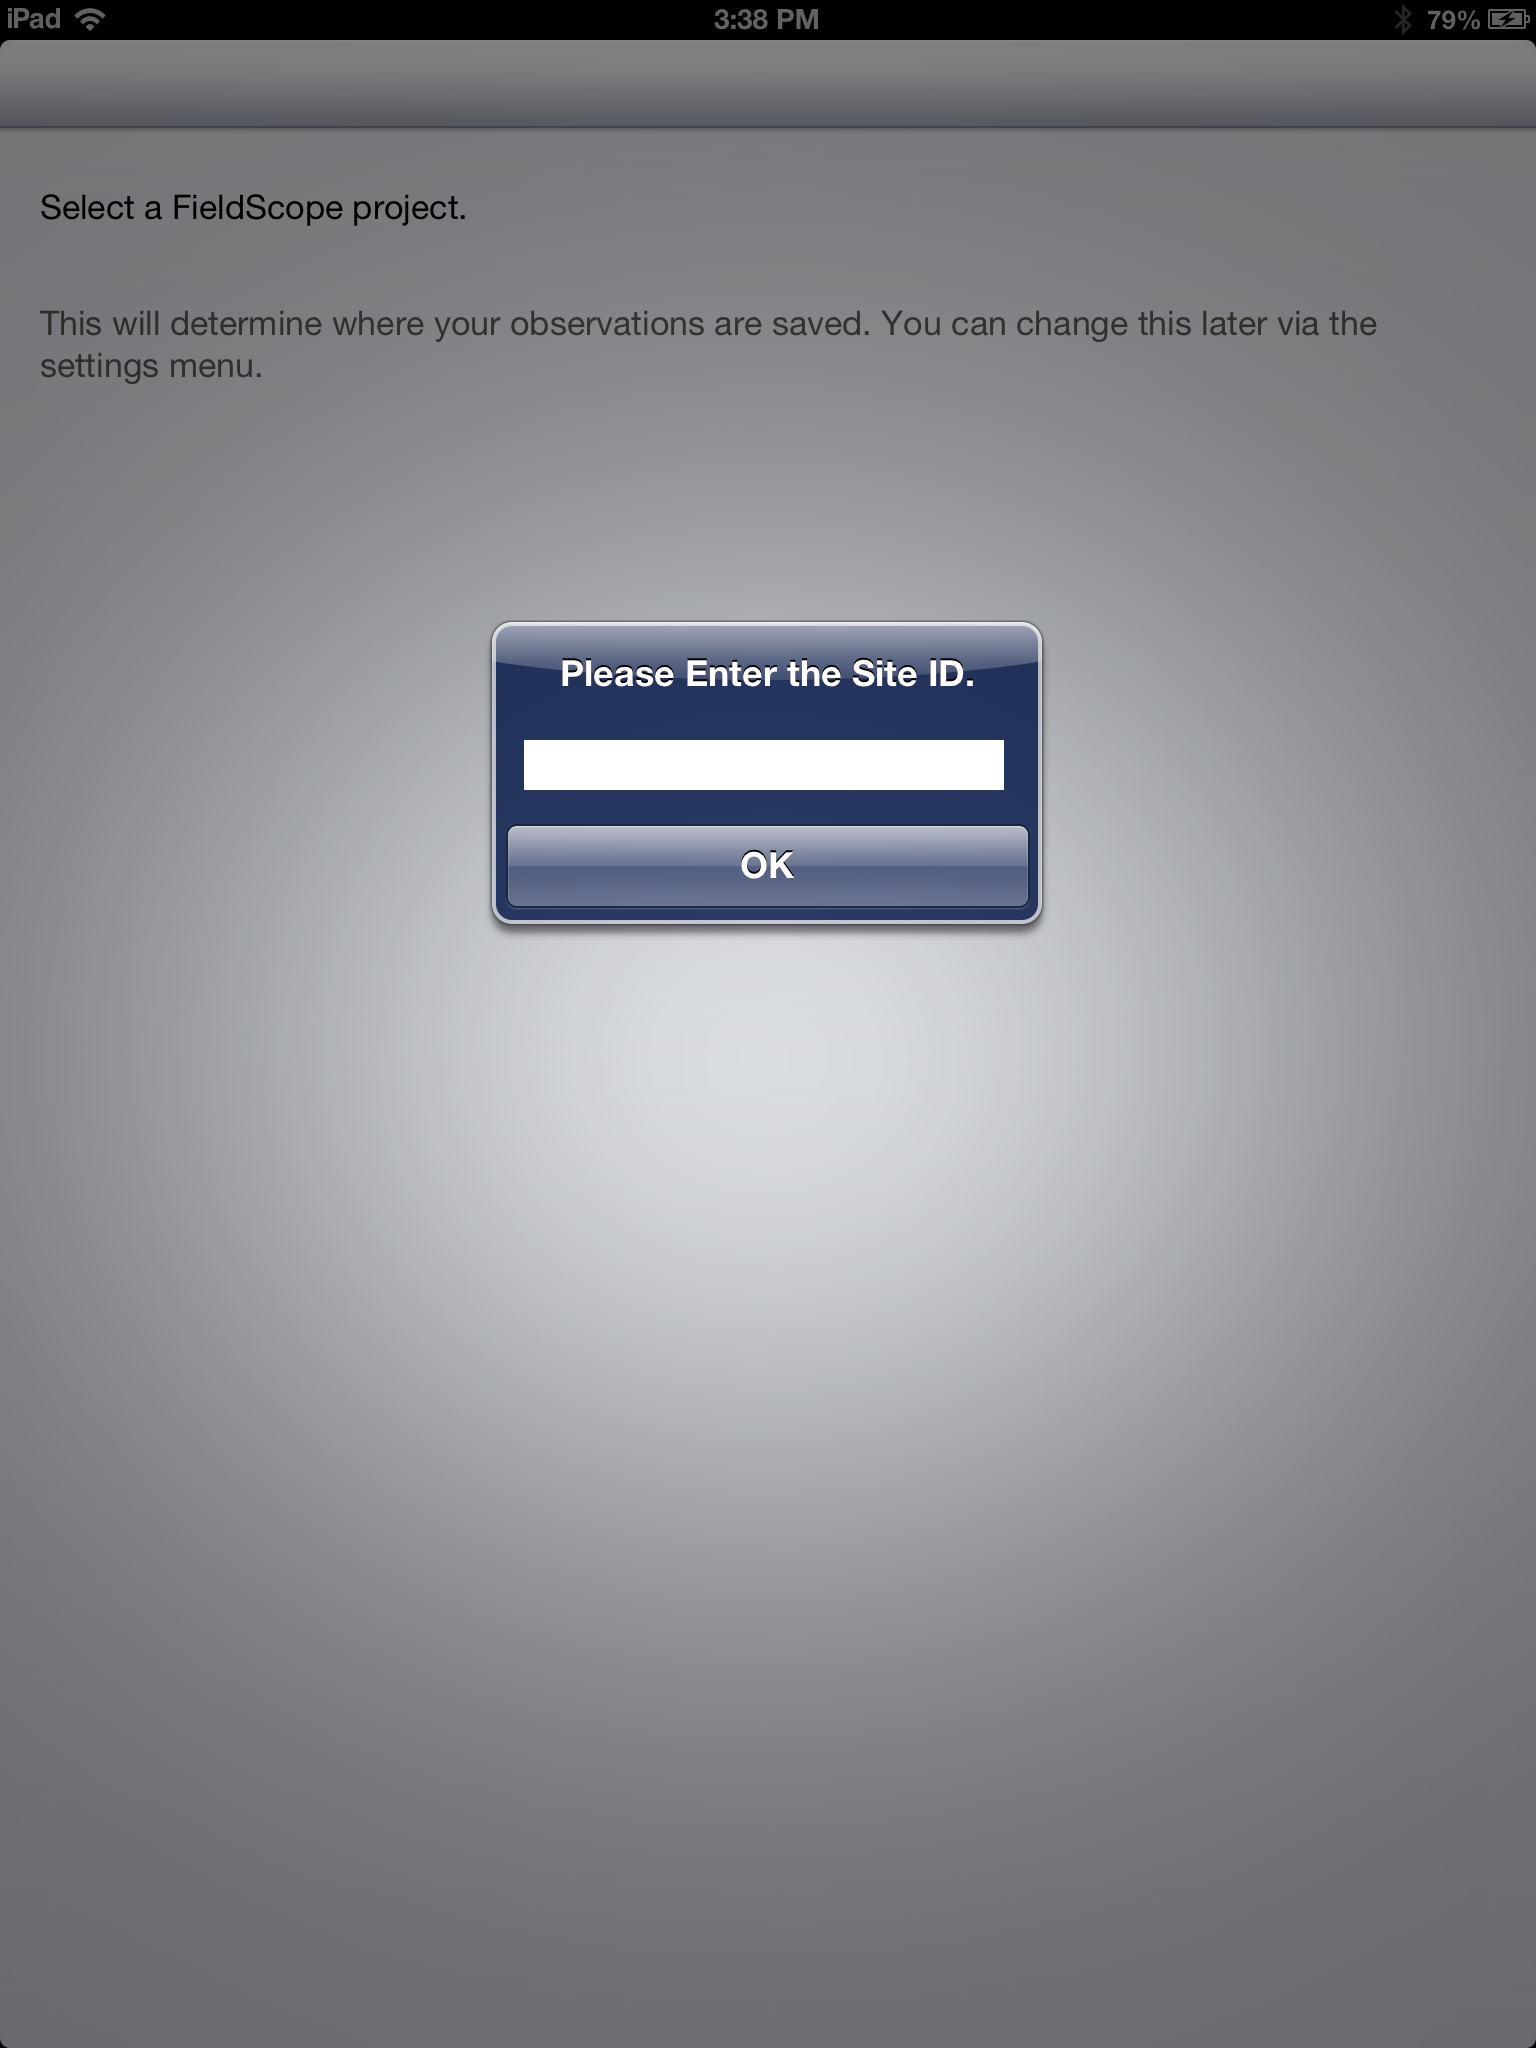 iPad 3:38 PM 79%
Select a FieldScope project.
This will determine where your observations are saved. You can change this later via the
settings menu.
Please Enter the Site ID.
OK